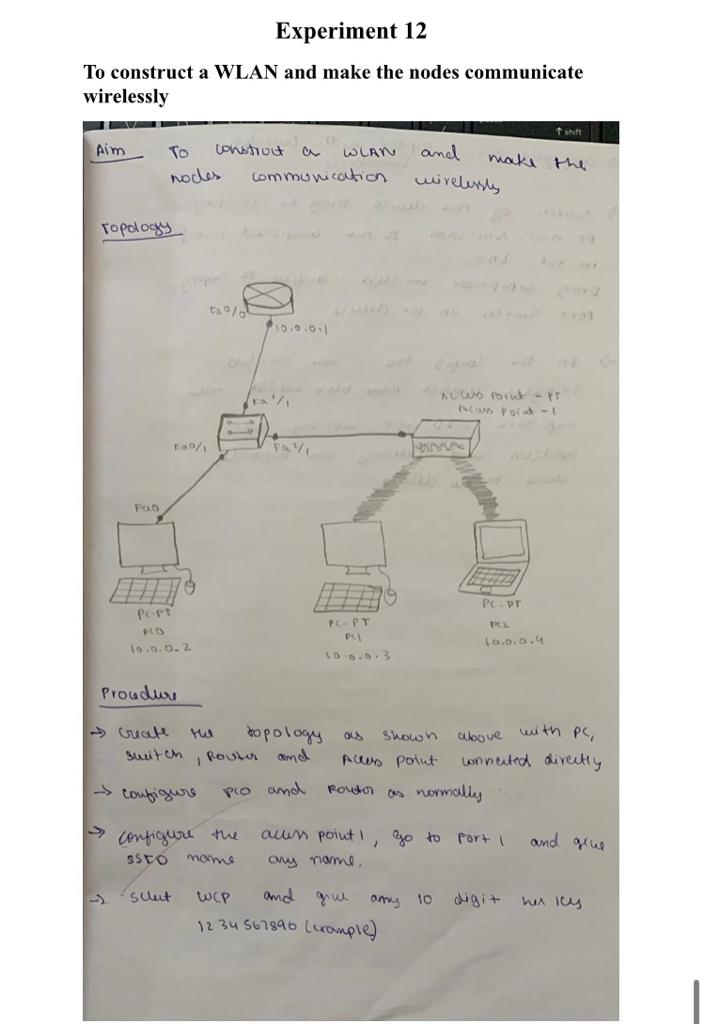 Experiment 12
To construct a WLAN and make the nodes communicate
wirelessly
↑ shift
Aim To construct a WLAN and make the
nodes communication wirelessly
Topology
Fa0/0
10.0.0.1
Fa1/1
Access Point - PT
Access Point - 1
Fa0/1
Fa2/1
Fa0
PC-PT
PC0
10.0.0.2
PC-PT
PC1
10.0.0.3
PC-PT
PC2
10.0.0.4
Procedure
→ Create the topology as shown above with PC,
switch, Router and Access point connected directly
→ configure PC0 and Router as normally
→ configure the access point 1, go to Port 1 and give
SSID name any name.
→ select WCP and give any 10 digit hex key
1234567890 (example)